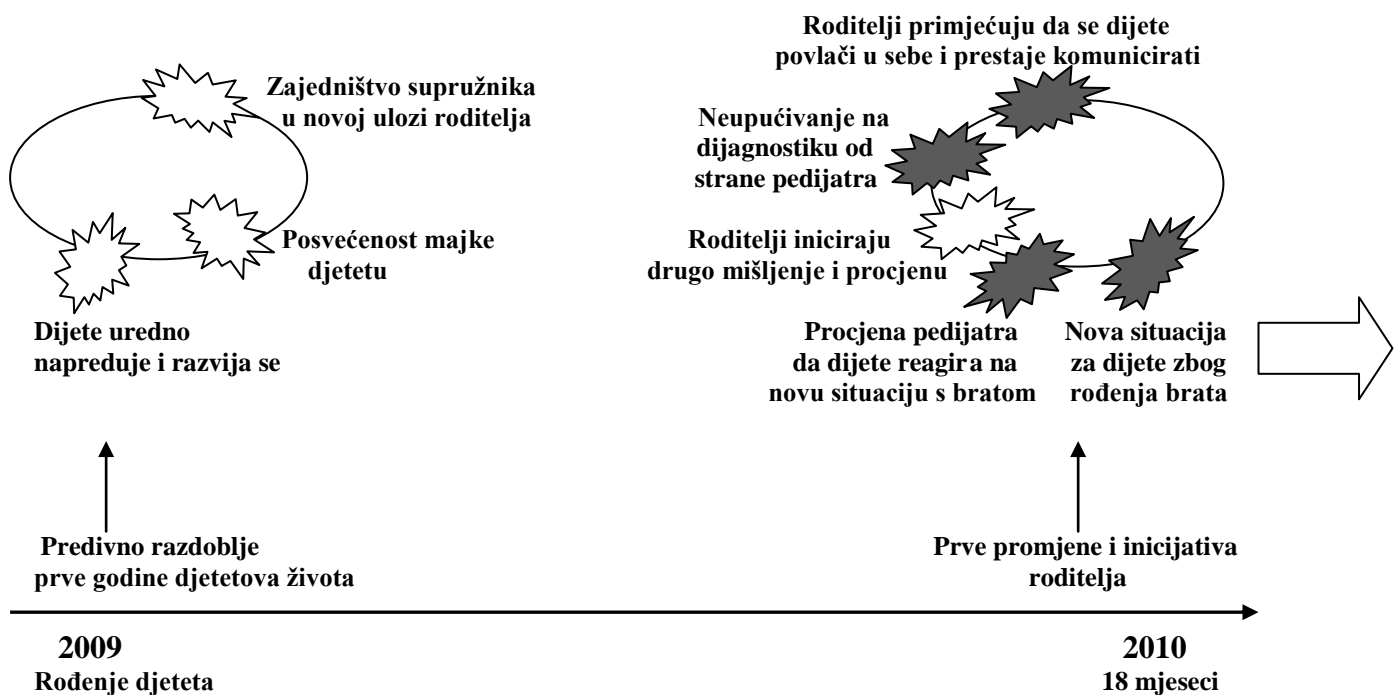 Zajedništvo supružnika
u novoj ulozi roditelja
Posvećenost majke
djetetu
Dijete uredno
napreduje i razvija se
Roditelji primjećuju da se dijete
povlači u sebe i prestaje komunicirati
Neupućivanje na
dijagnostiku od
strane pedijatra
Roditelji iniciraju
drugo mišljenje i procjenu
Procjena pedijatra
da dijete reagira na
novu situaciju s bratom
Nova situacija
za dijete zbog
rođenja brata
Predivno razdoblje
prve godine djetetova života
Prve promjene i inicijativa
roditelja
2009
Rođenje djeteta
2010
18 mjeseci